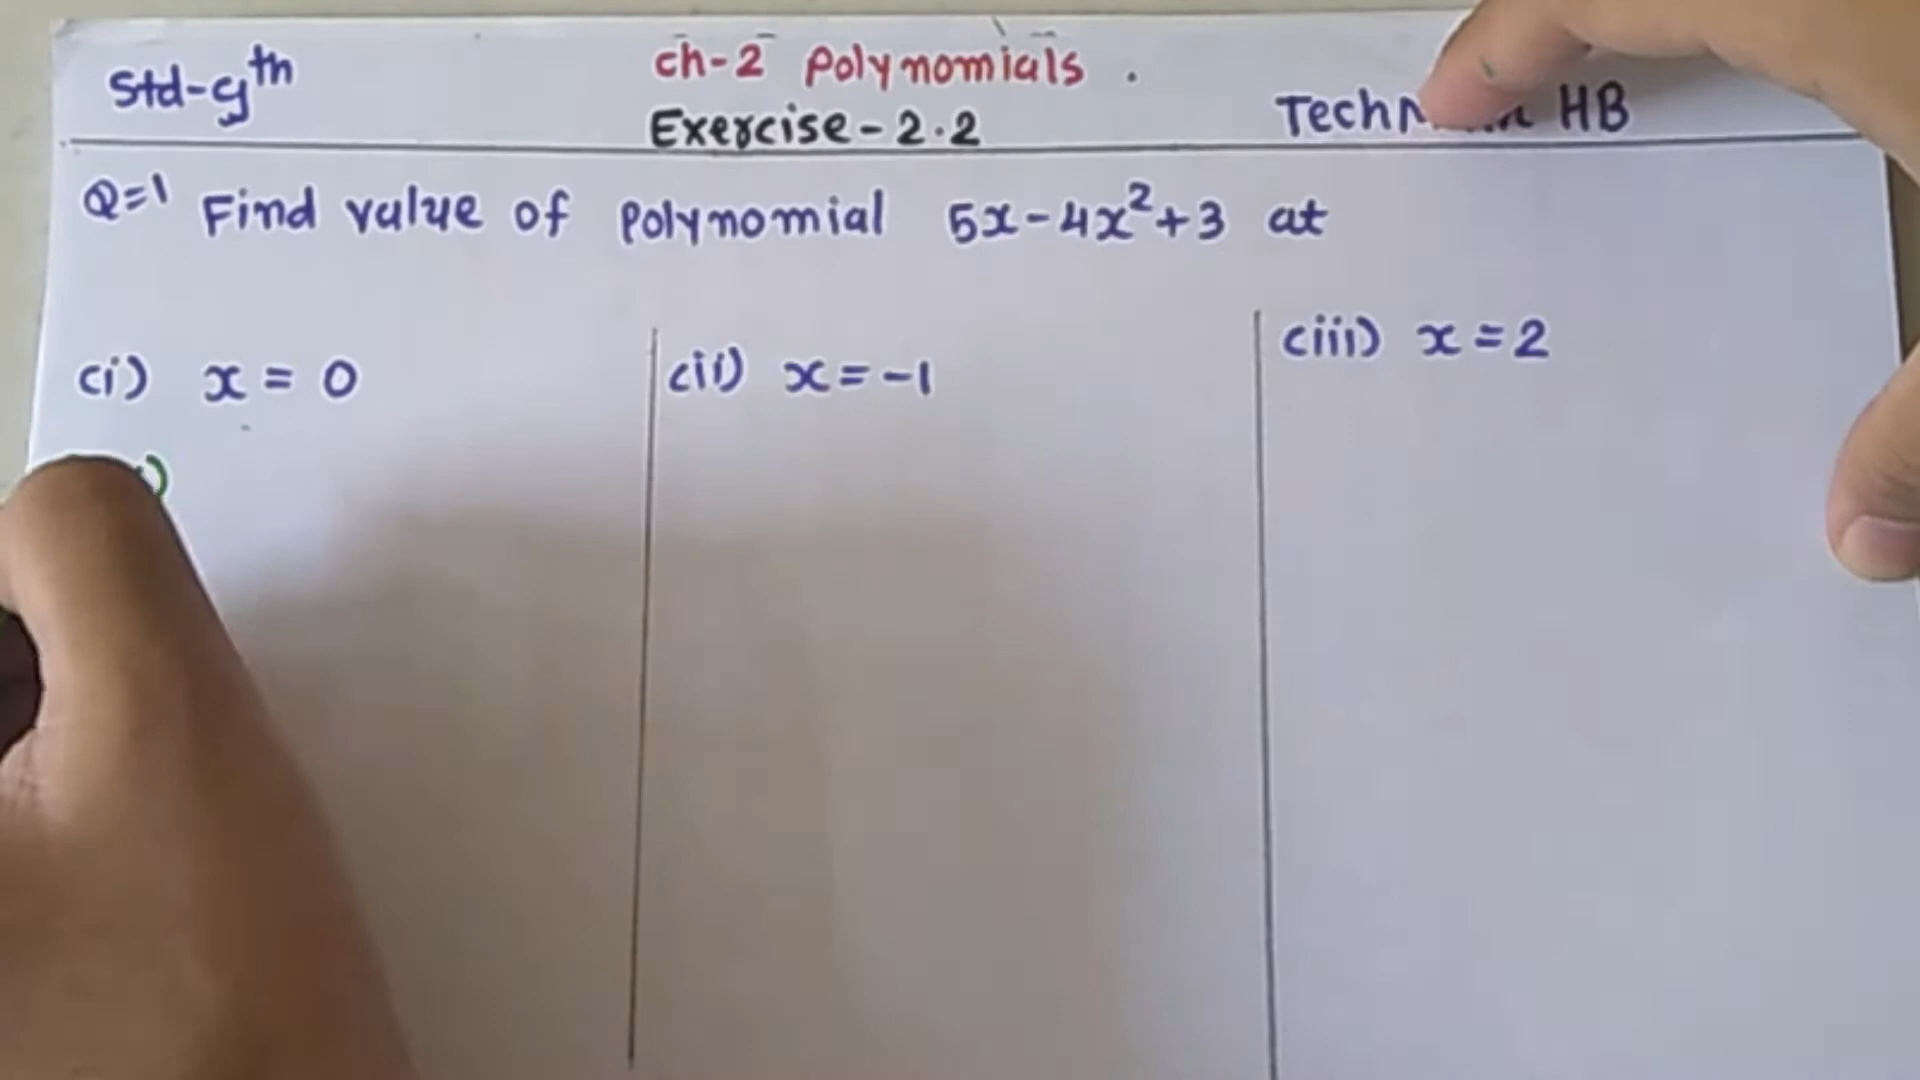 Std-9th
ch-2 Polynomials .
Exercise-2.2
HB
Q=1 Find value of Polynomial 5x-4x²+3 at
(i) x = 0
(ii) x=-1
(iii) x=2